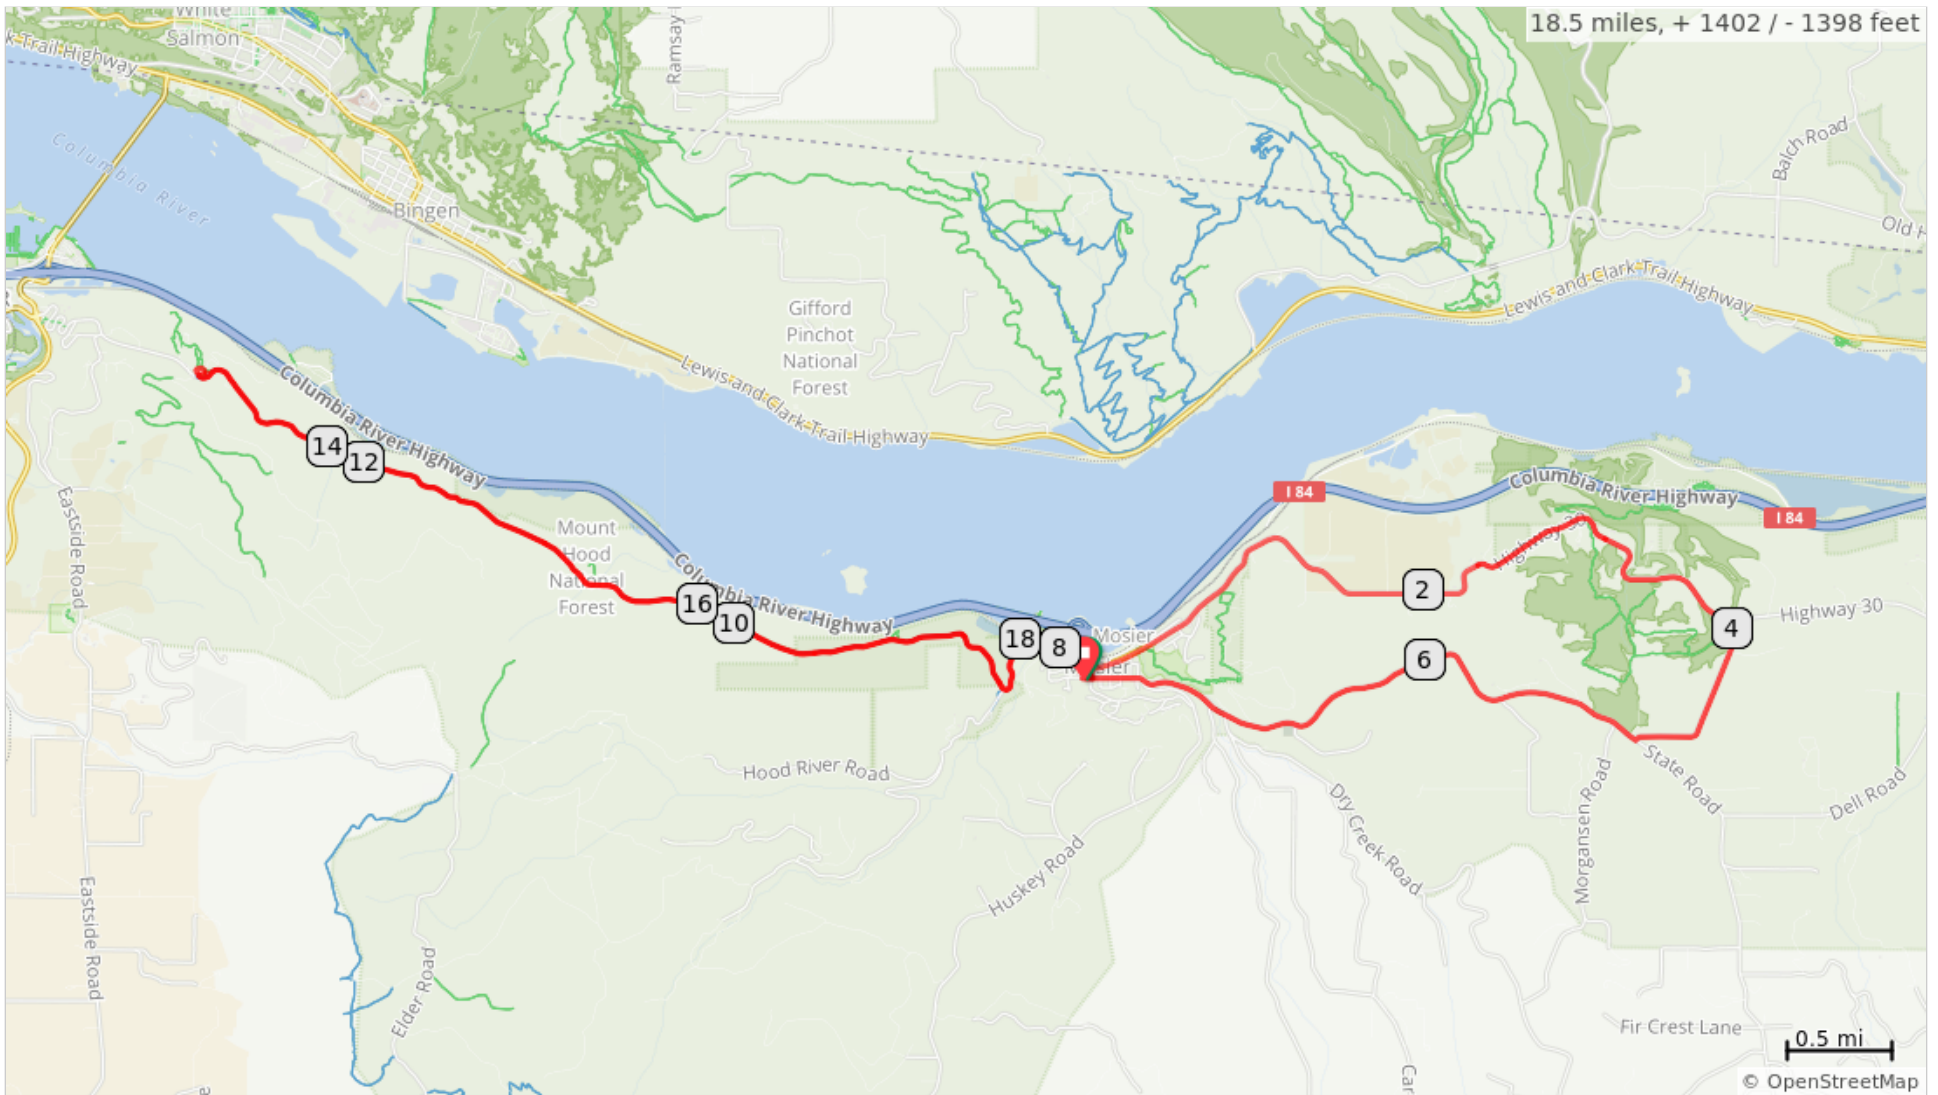 18.5 miles, + 1402 / - 1398 feet
White
Salmon
k Trail Highway
Ramsay
Columbia River
Bingen
Balch Road
Old H
Lewis and Clark Trail Highway
Gifford
Pinchot
National
Forest
Lewis and Clark Trail Highway
Columbia River Highway
14
12
Columbia River Highway
I 84
I 84
Eastside Road
Mount
Hood
National
Forest
Highway 30
Columbia River Highway
2
16
10
4
Highway 30
18
8
Mosier
Mosier
6
Hood River Road
State Road
Dell Road
Dry Creek Road
Morgansen Road
Huskey Road
Eastside Road
Elder Road
Fir Crest Lane
0.5 mi
Car
© OpenStreetMap